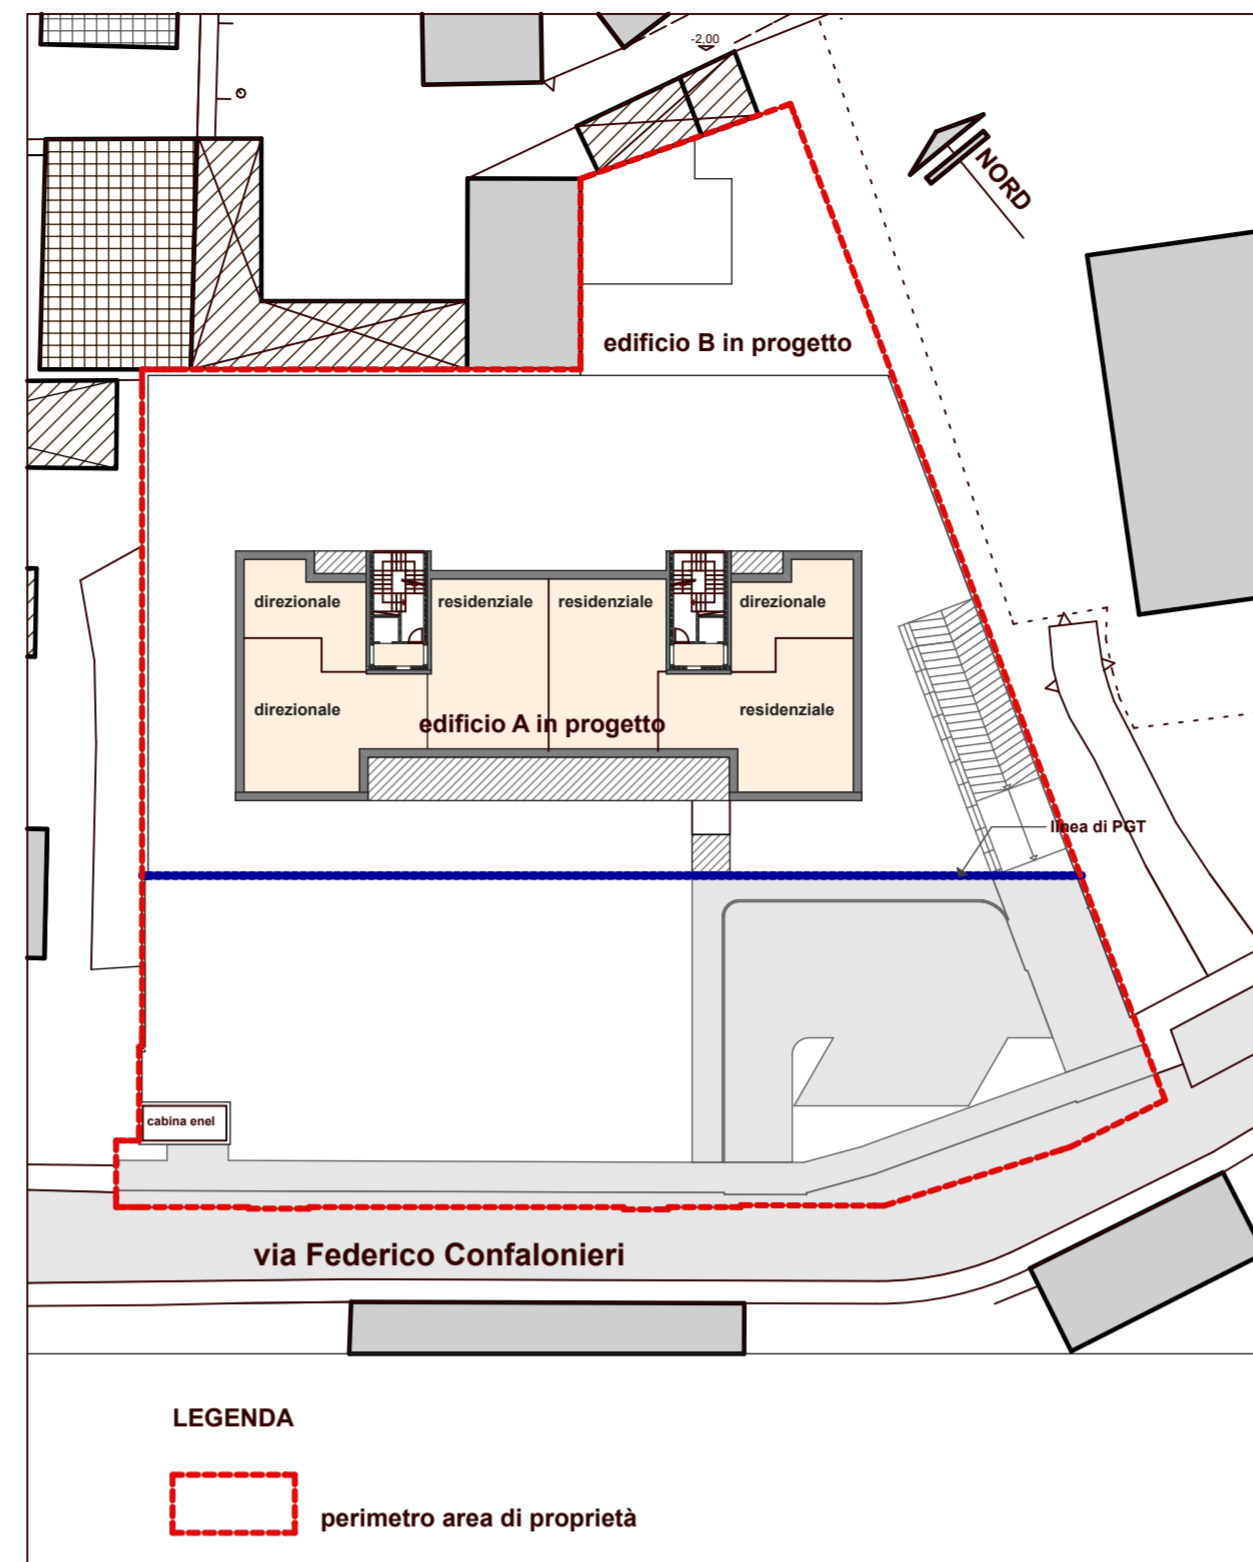 -2,00
NORD
edificio B in progetto
direzionale
residenziale
residenziale
direzionale
direzionale
residenziale
edificio A in progetto
linea di PGT
cabina enel
via Federico Confalonieri
LEGENDA
perimetro area di proprietà